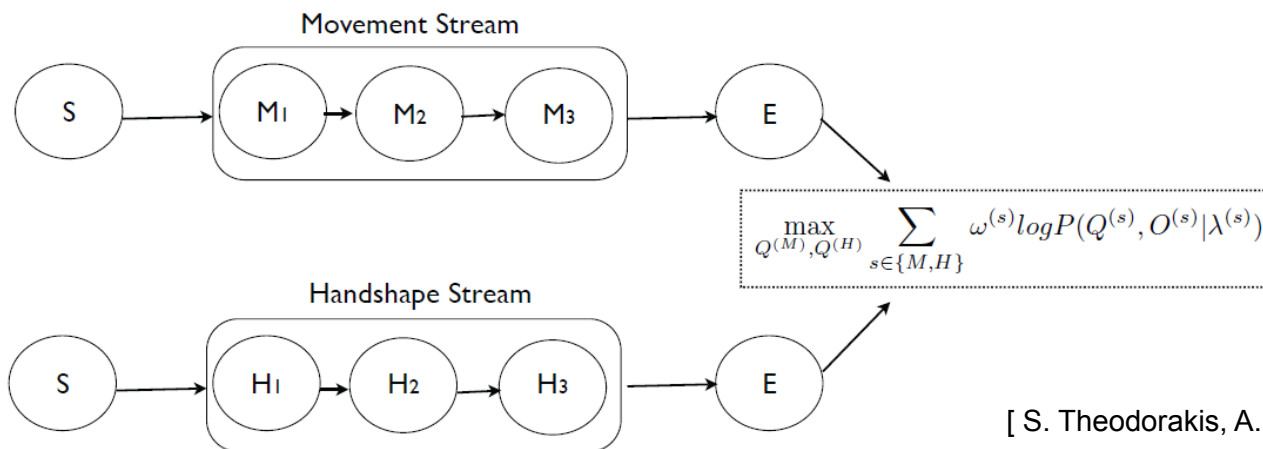 Movement Stream
S M1 M2 M3 E
max Q(M),Q(H) ∑ s∈{M,H} ω(s)logP(Q(s),O(s)|λ(s))
Handshape Stream
S H1 H2 H3 E
[ S. Theodorakis, A.